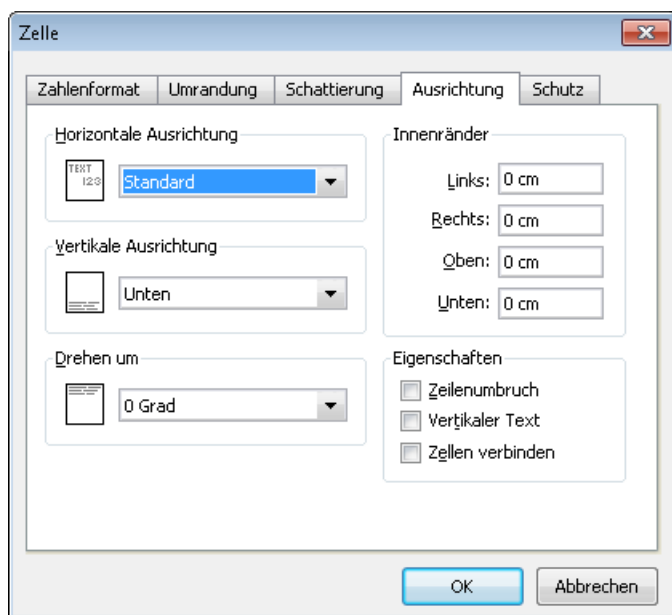 Zelle
Zahlenformat Umrandung Schattierung Ausrichtung Schutz
Horizontale Ausrichtung
TEXT
123
Standard
Vertikale Ausrichtung
Unten
Drehen um
0 Grad
Innenränder
Links: 0 cm
Rechts: 0 cm
Oben: 0 cm
Unten: 0 cm
Eigenschaften
Zeilenumbruch
Vertikaler Text
Zellen verbinden
OK Abbrechen